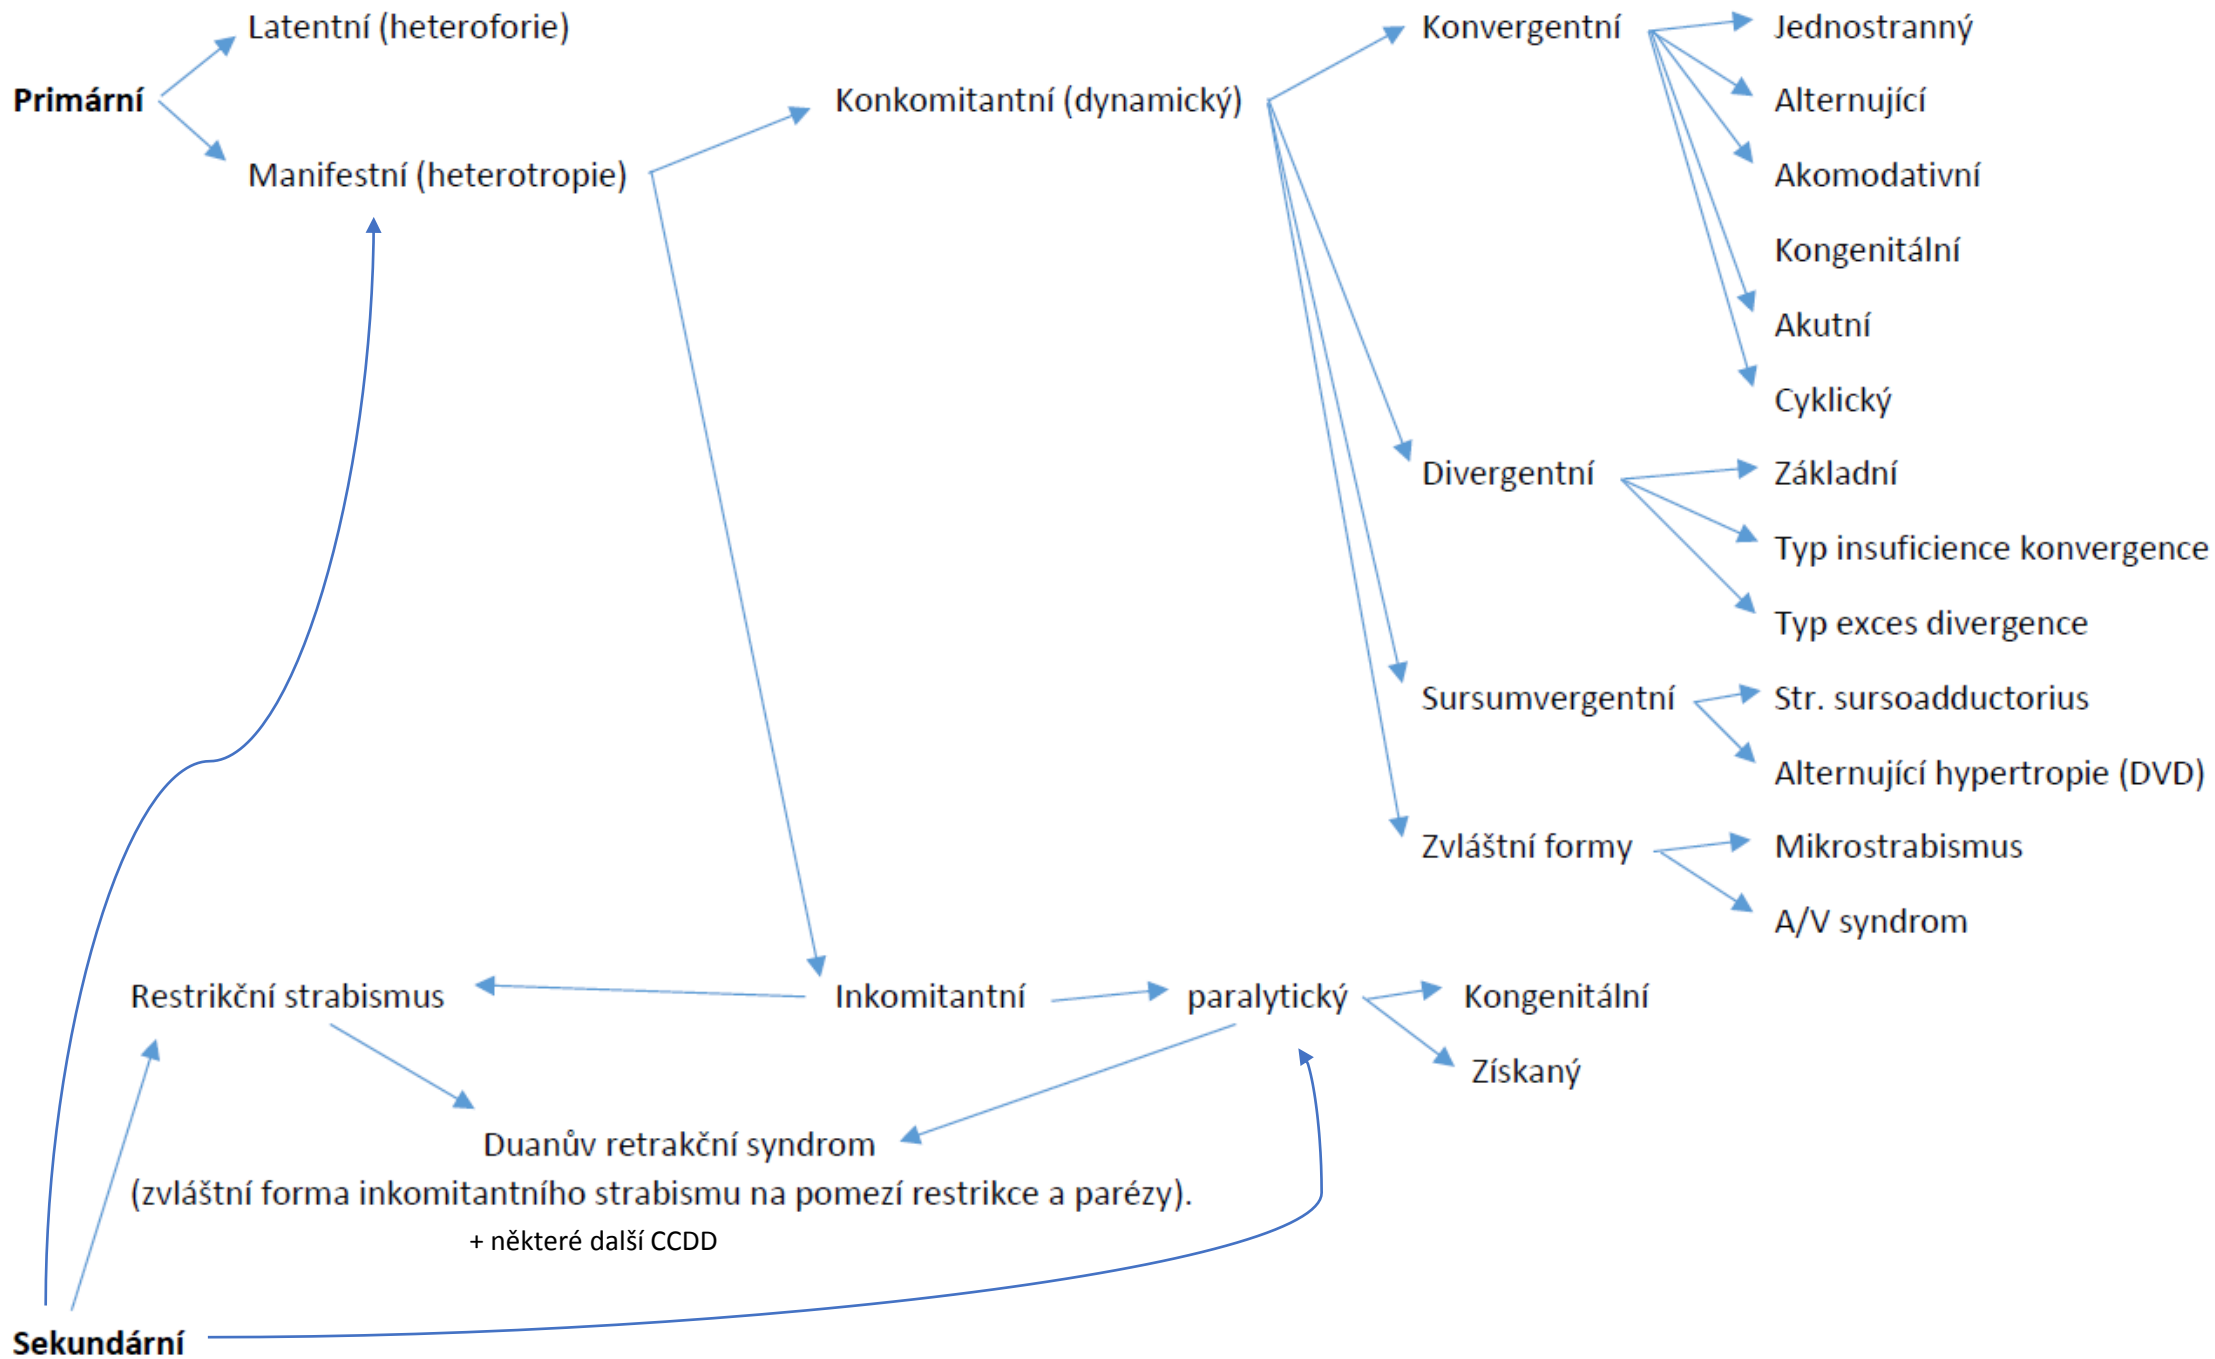 Latentní (heteroforie)
Primární
Manifestní (heterotropie)
Konkomitantní (dynamický)
Konvergentní
Jednostranný
Alternující
Akomodativní
Kongenitální
Akutní
Cyklický
Divergentní
Základní
Typ insuficience konvergence
Typ exces divergence
Sursumvergentní
Str. sursoadductorius
Alternující hypertropie (DVD)
Zvláštní formy
Mikrostrabismus
A/V syndrom
Restrikční strabismus
Inkomitantní
paralytický
Kongenitální
Získaný
Duanův retrakční syndrom
(zvláštní forma inkomitantního strabismu na pomezí restrikce a parézy).
+ některé další CCDD
Sekundární